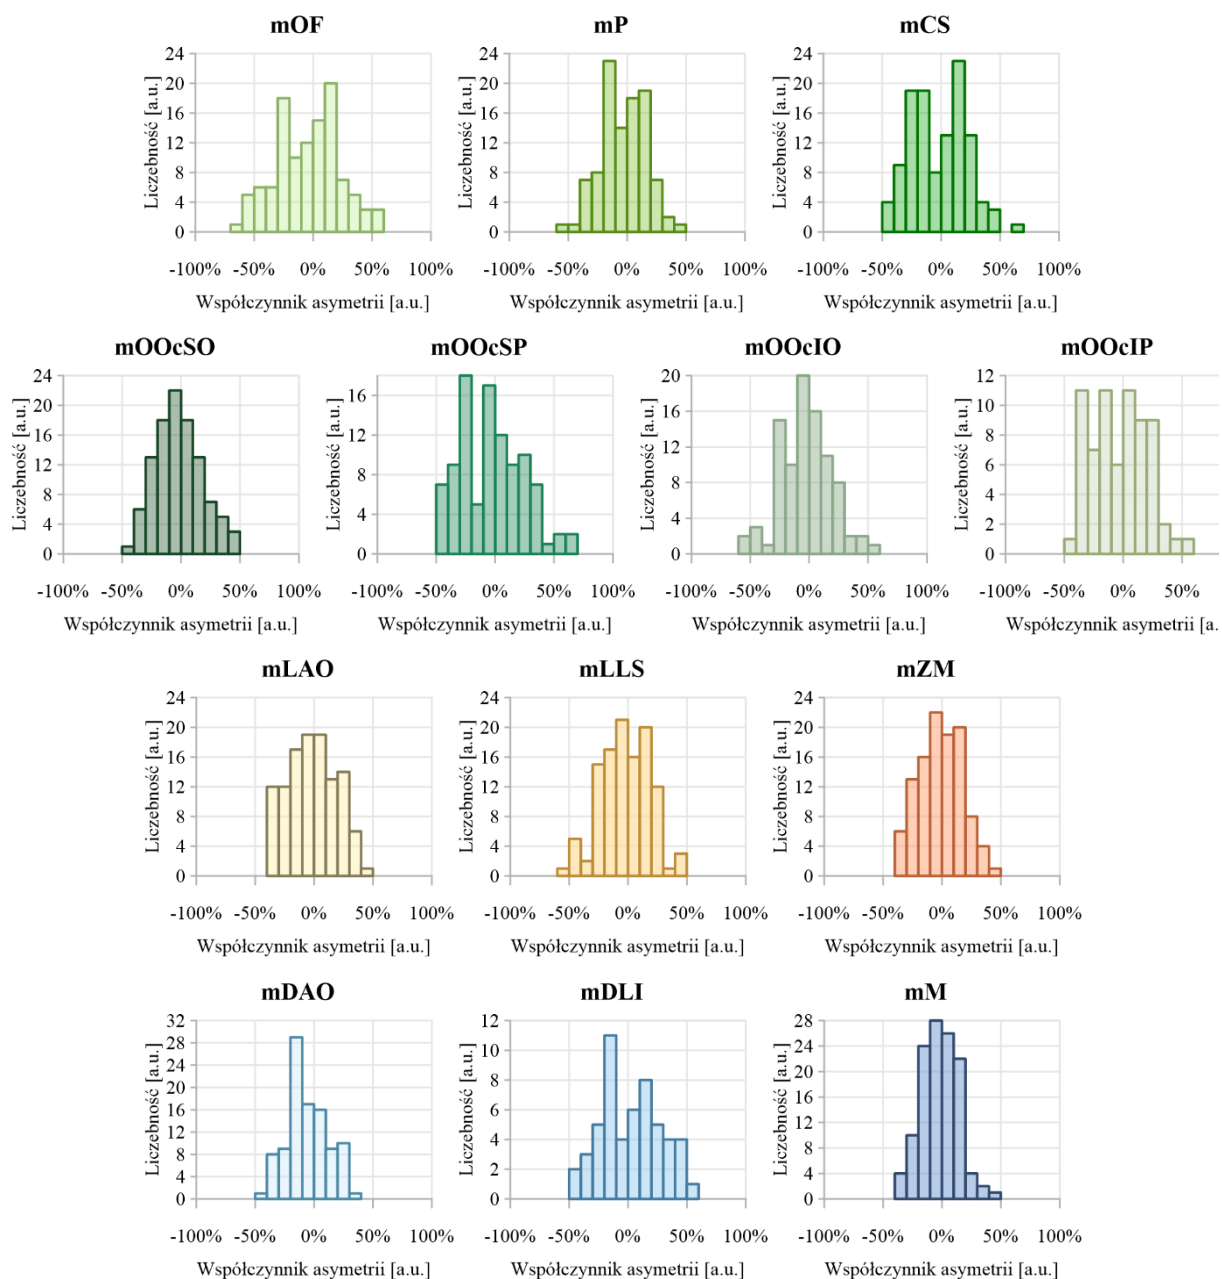 mOF mP mCS
24 24 24
20 20 20
16 16 16
12 12 12
8 8 8
4 4 4
0 0 0
Liczebność [a.u.] Liczebność [a.u.] Liczebność [a.u.]
-100% -50% 0% 50% 100% -100% -50% 0% 50% 100% -100% -50% 0% 50% 100%
Współczynnik asymetrii [a.u.] Współczynnik asymetrii [a.u.] Współczynnik asymetrii [a.u.]
mOOcSO mOOcSP mOOcIO mOOcIP
24 16 20 12
20 12 16 10
16 8 12 8
12 4 8 6
8 0 4 4
4 0 2
0 0
Liczebność [a.u.] Liczebność [a.u.] Liczebność [a.u.] Liczebność [a.u.]
-100% -50% 0% 50% 100% -100% -50% 0% 50% 100% -100% -50% 0% 50% 100% -100% -50% 0% 50%
Współczynnik asymetrii [a.u.] Współczynnik asymetrii [a.u.] Współczynnik asymetrii [a.u.] Współczynnik asymetrii [a.
mLAO mLLS mZM
24 24 24
20 20 20
16 16 16
12 12 12
8 8 8
4 4 4
0 0 0
Liczebność [a.u.] Liczebność [a.u.] Liczebność [a.u.]
-100% -50% 0% 50% 100% -100% -50% 0% 50% 100% -100% -50% 0% 50% 100%
Współczynnik asymetrii [a.u.] Współczynnik asymetrii [a.u.] Współczynnik asymetrii [a.u.]
mDAO mDLI mM
32 12 28
28 10 24
24 8 20
20 6 16
16 4 12
12 2 8
8 0 4
4 0
0
Liczebność [a.u.] Liczebność [a.u.] Liczebność [a.u.]
-100% -50% 0% 50% 100% -100% -50% 0% 50% 100% -100% -50% 0% 50% 100%
Współczynnik asymetrii [a.u.] Współczynnik asymetrii [a.u.] Współczynnik asymetrii [a.u.]